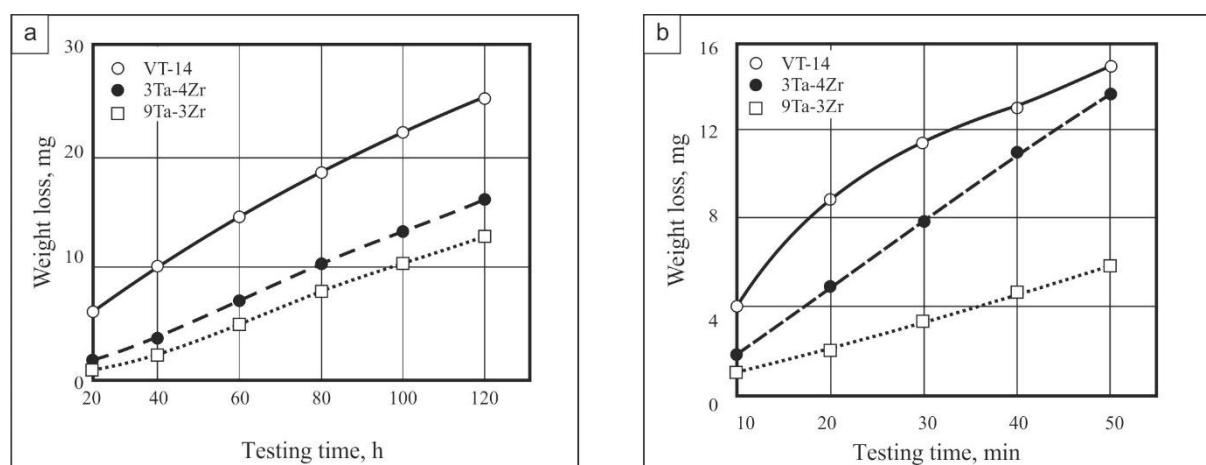 a
30
20
10
0
Weight loss, mg
VT-14
3Ta-4Zr
9Ta-3Zr
20 40 60 80 100 120
Testing time, h
b
16
12
8
4
0
Weight loss, mg
VT-14
3Ta-4Zr
9Ta-3Zr
10 20 30 40 50
Testing time, min